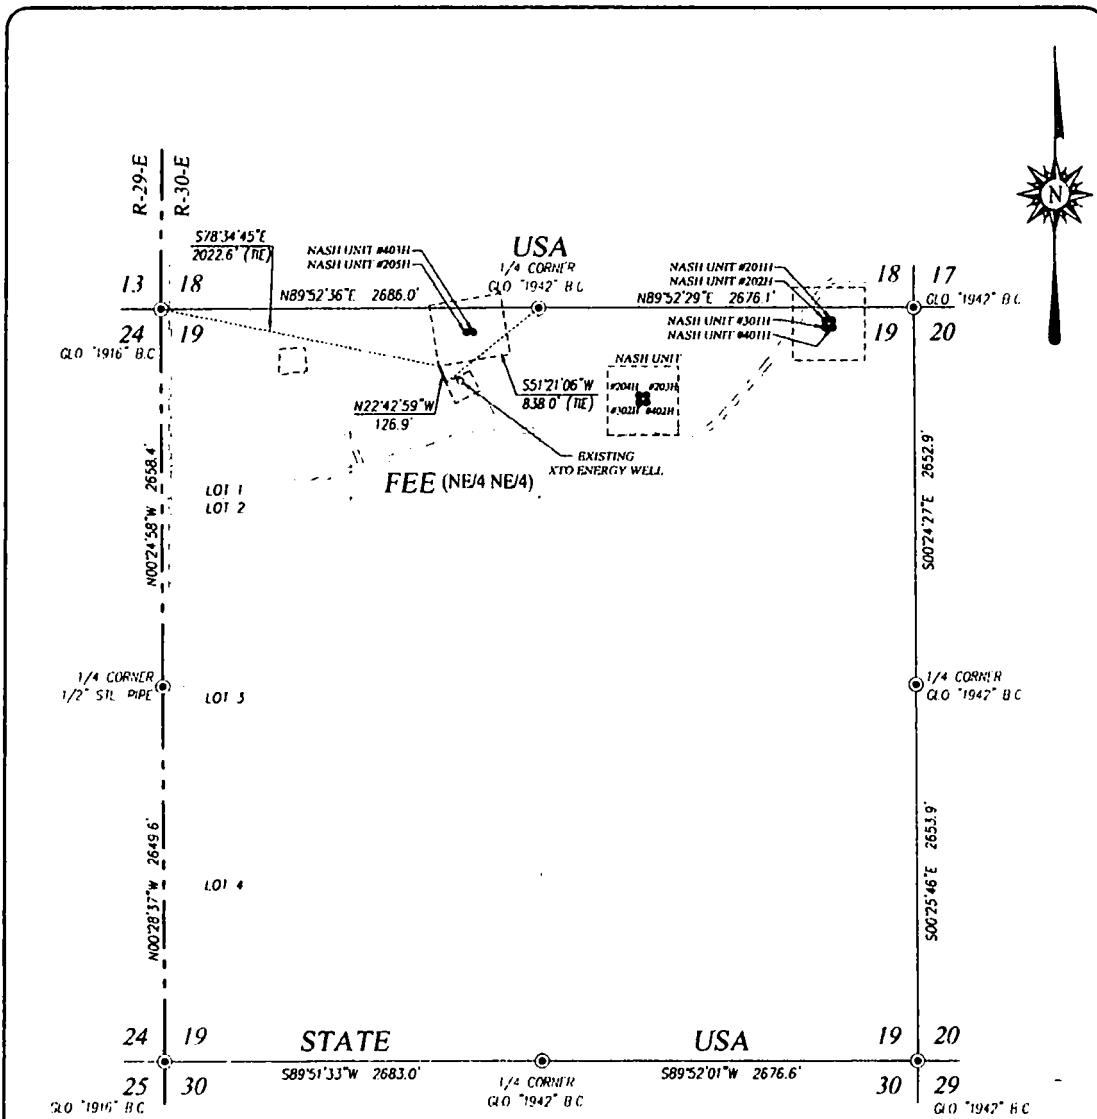 R-29-E
R-30-E
N
S78°34'45"E
2022.6' (TIE)
NASH UNIT #403H
NASH UNIT #205H
USA
1/4 CORNER
GLO "1942" B.C
NASH UNIT #201H
NASH UNIT #202H
18
17
13
18
N89°52'36"E 2686.0'
N89°52'29"E 2676.1'
GLO "1942" B.C
24
19
NASH UNIT #301H
NASH UNIT #401H
19
20
GLO "1916" B.C
NASH UNIT
#204H #203H
#302H #402H
S51°21'06"W
838.0' (TIE)
N22°42'59"W
126.9'
EXISTING
XTO ENERGY WELL
FEE (NE/4 NE/4)
LOT 1
LOT 2
N00°24'58"W 2658.4'
S00°24'27"E 2652.9'
1/4 CORNER
1/2" STL PIPE
LOT 3
1/4 CORNER
GLO "1942" B.C
N00°28'37"W 2649.6'
LOT 4
S00°25'46"E 2653.9'
24
19
STATE
USA
19
20
S89°51'33"W 2683.0'
S89°52'01"W 2676.6'
25
30
1/4 CORNER
GLO "1942" B.C
30
29
GLO "1916" B.C
GLO "1942" B.C